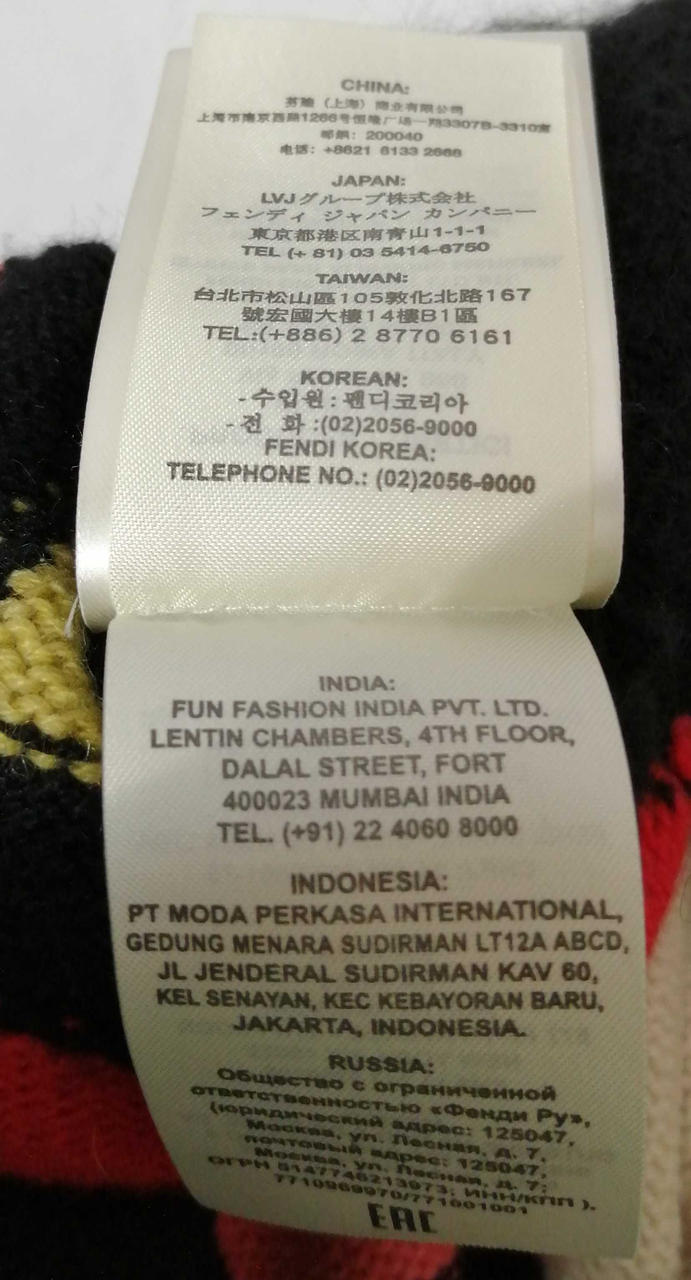 CHINA:
芬迪（上海）商业有限公司
上海市南京西路1266号恒隆广场一期3307B-3310室
邮编：200040
电话：+8621 6133 2666
JAPAN:
LVJグループ株式会社
フェンディ ジャパン カンパニー
東京都港区南青山1-1-1
TEL (+ 81) 03 5414-6750
TAIWAN:
台北市松山區105敦化北路167
號宏國大樓14樓B1區
TEL.:(+886) 2 8770 6161
KOREAN:
-수입원:펜디코리아
-전 화 :(02)2056-9000
FENDI KOREA:
TELEPHONE NO.: (02)2056-9000
INDIA:
FUN FASHION INDIA PVT. LTD.
LENTIN CHAMBERS, 4TH FLOOR,
DALAL STREET, FORT
400023 MUMBAI INDIA
TEL. (+91) 22 4060 8000
INDONESIA:
PT MODA PERKASA INTERNATIONAL,
GEDUNG MENARA SUDIRMAN LT12A ABCD,
JL JENDERAL SUDIRMAN KAV 60,
KEL SENAYAN, KEC KEBAYORAN BARU,
JAKARTA, INDONESIA.
RUSSIA:
Общество с ограниченной
ответственностью «Фенди Ру»,
(юридический адрес: 125047,
Москва, ул. Лесная, д. 7,
почтовый адрес: 125047,
Москва, ул. Лесная, д. 7;
ОГРН 5147746213973; ИНН/КПП ).
7710969970/771001001
EAC